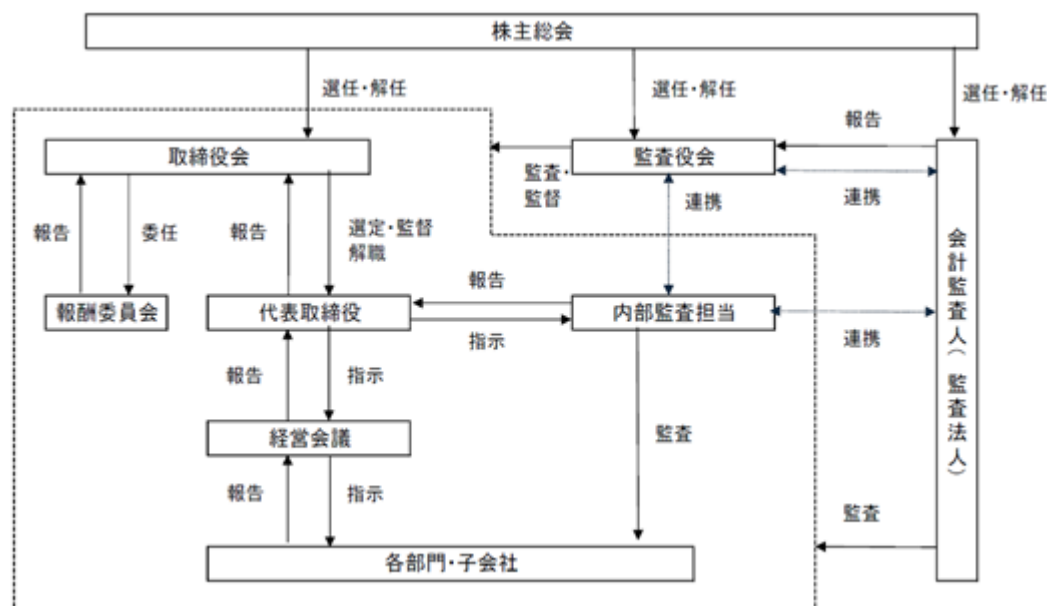 株主総会
選任・解任
選任・解任
選任・解任
報告
取締役会
監査役会
監査・
監督
連携
連携
報告
委任
報告
選定・監督
解職
会計監査人(監査法人)
報告
報酬委員会
代表取締役
内部監査担当
指示
連携
報告
指示
経営会議
監査
報告
指示
監査
各部門・子会社